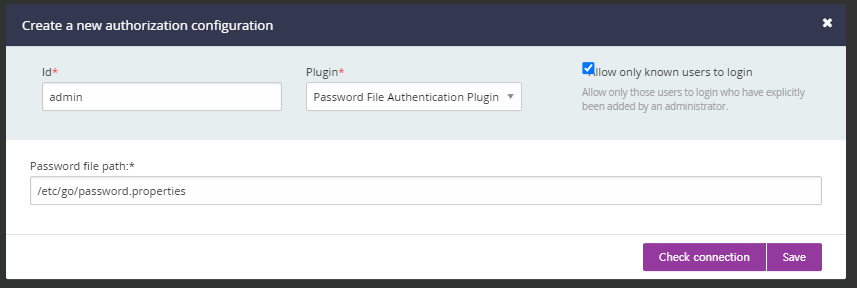 Create a new authorization configuration
Id*
Plugin*
Allow only known users to login
admin
Password File Authentication Plugin
Allow only those users to login who have explicitly
been added by an administrator.
Password file path:*
/etc/go/password.properties
Check connection
Save